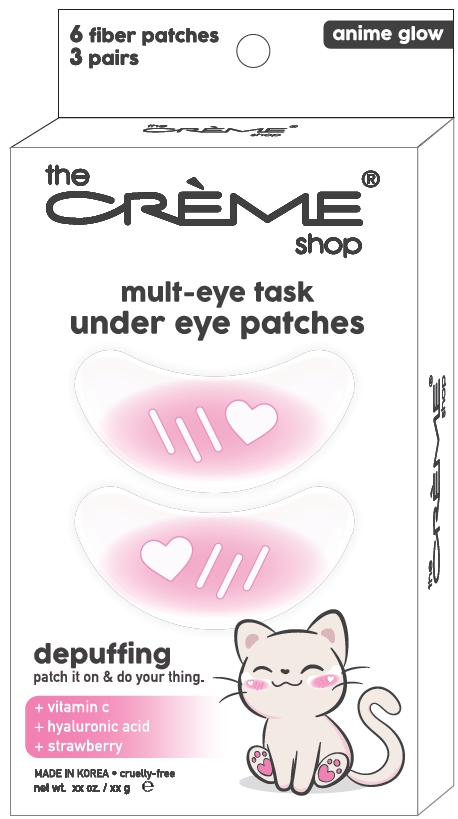 6 fiber patches
3 pairs
anime glow
the
CRÈME
shop
the
CRÈME®
shop
mult-eye task
under eye patches
the
CRÈME®
shop
depuffing
patch it on & do your thing.
+ vitamin c
+ hyaluronic acid
+ strawberry
MADE IN KOREA • cruelty-free
net wt. xx oz. / xx g ℮